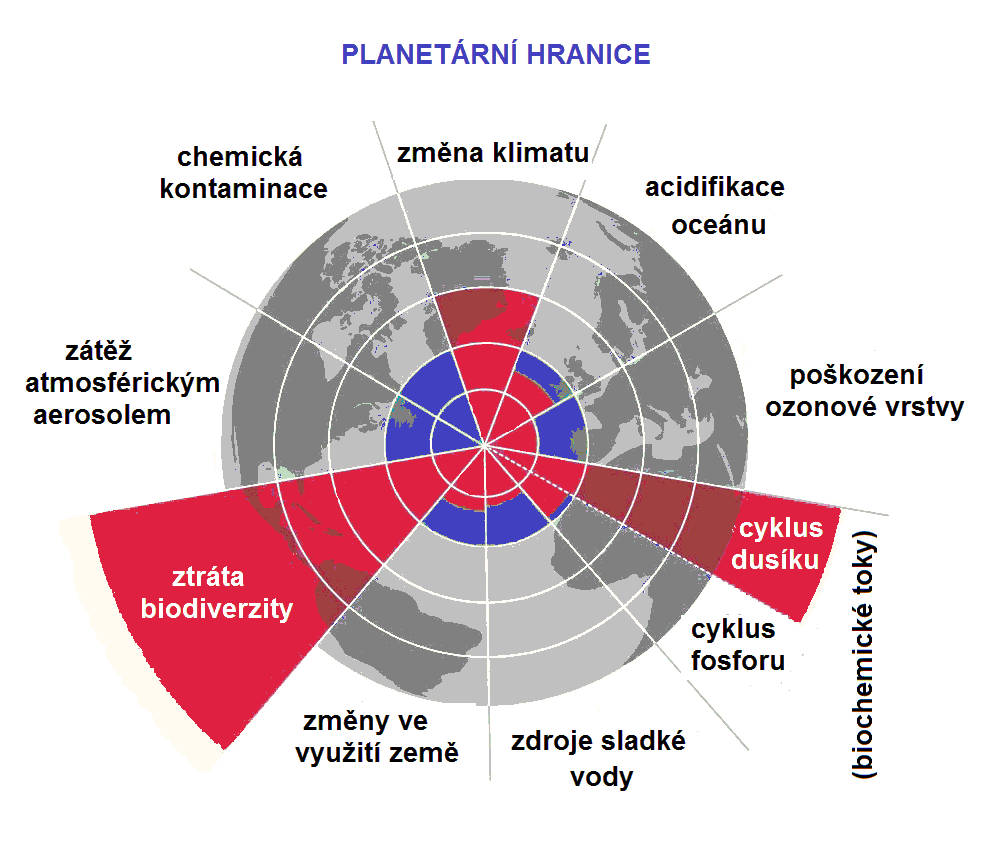 PLANETÁRNÍ HRANICE
změna klimatu
chemická
kontaminace
acidifikace
oceánu
zátěž
atmosférickým
aerosolem
poškození
ozonové vrstvy
ztráta
biodiverzity
cyklus
dusíku
cyklus
fosforu
(biochemické toky)
změny ve
využití země
zdroje sladké
vody